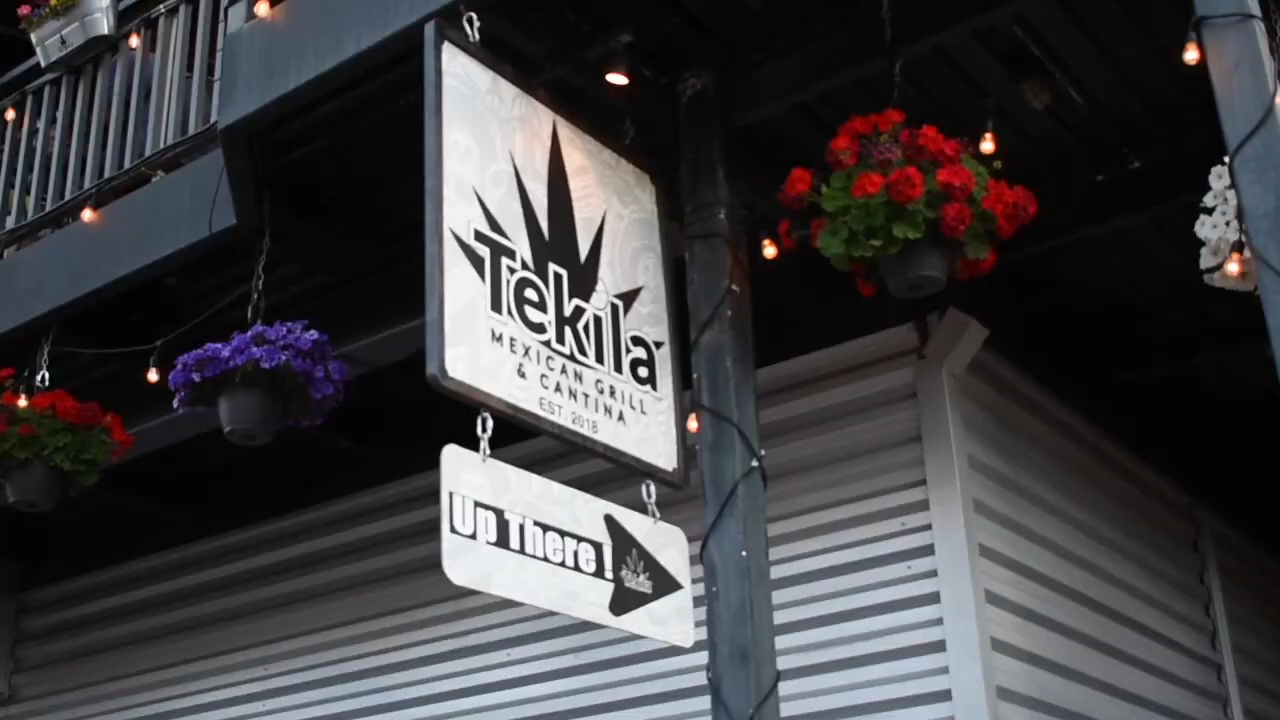 Tekila
MEXICAN GRILL
& CANTINA
EST. 2018
Up There !